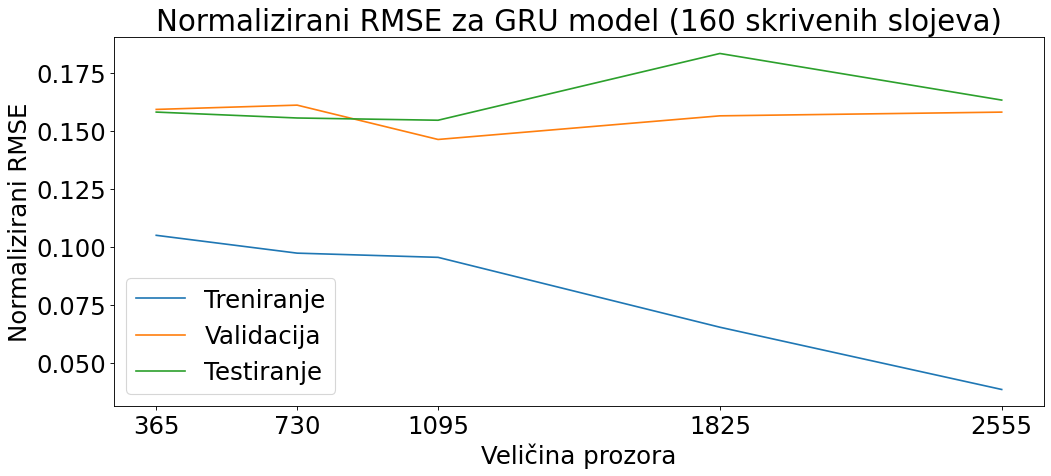 Normalizirani RMSE za GRU model (160 skrivenih slojeva)
Normalizirani RMSE
0.175
0.150
0.125
0.100
0.075
0.050
Treniranje
Validacija
Testiranje
365 730 1095 1825 2555
Veličina prozora